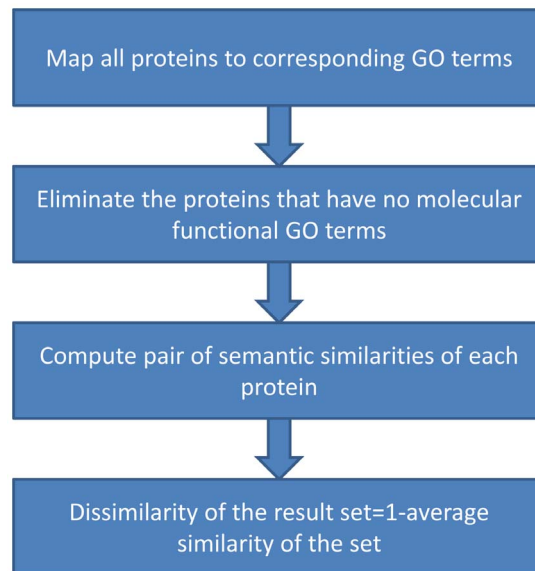 Map all proteins to corresponding GO terms
Eliminate the proteins that have no molecular
functional GO terms
Compute pair of semantic similarities of each
protein
Dissimilarity of the result set=1-average
similarity of the set